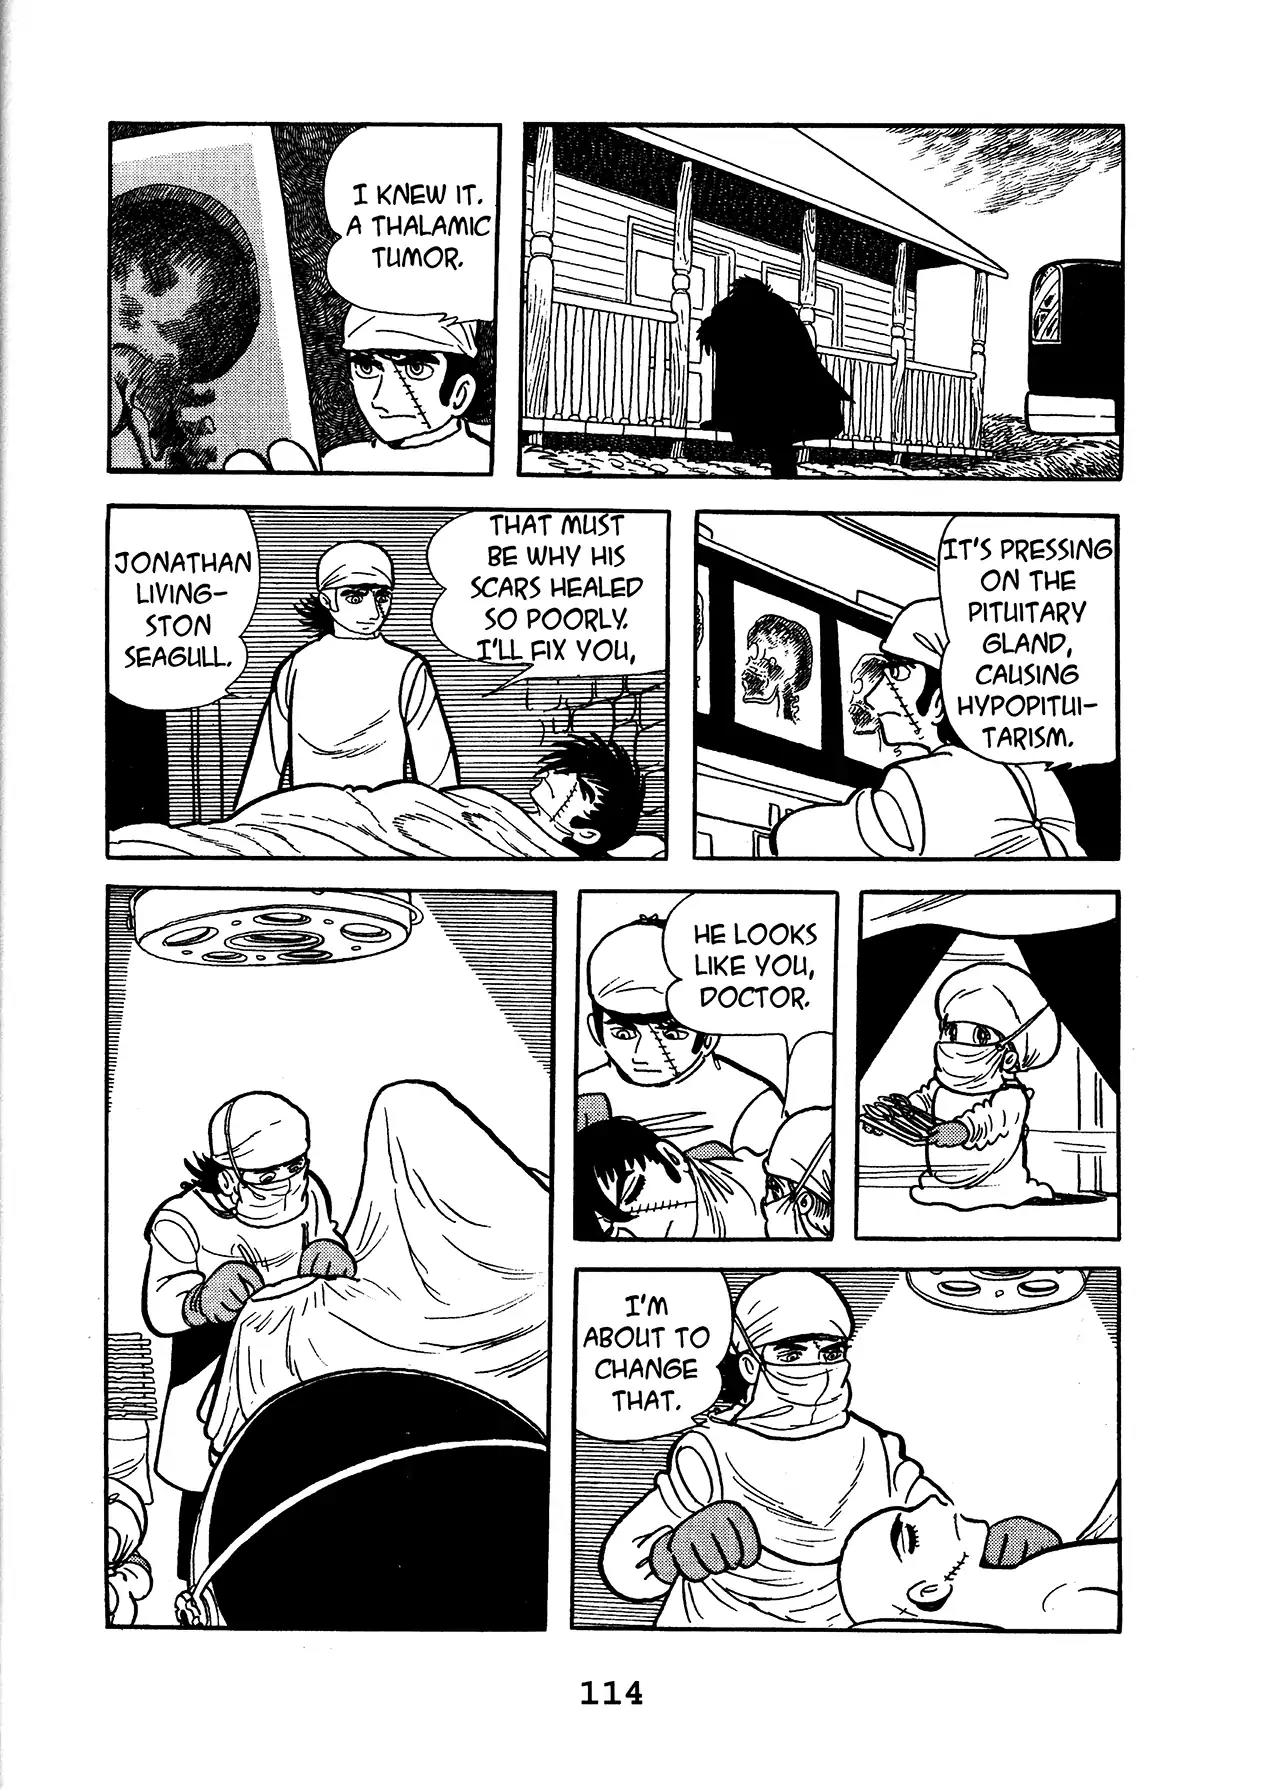 I KNEW IT.
A THALAMIC
TUMOR.
IT'S PRESSING
ON THE
PITUITARY
GLAND,
CAUSING
HYPOPITUI-
TARISM.
THAT MUST
BE WHY HIS
SCARS HEALED
SO POORLY.
I'LL FIX YOU,
JONATHAN
LIVING-
STON
SEAGULL.
HE LOOKS
LIKE YOU,
DOCTOR.
I'M
ABOUT TO
CHANGE
THAT.
114